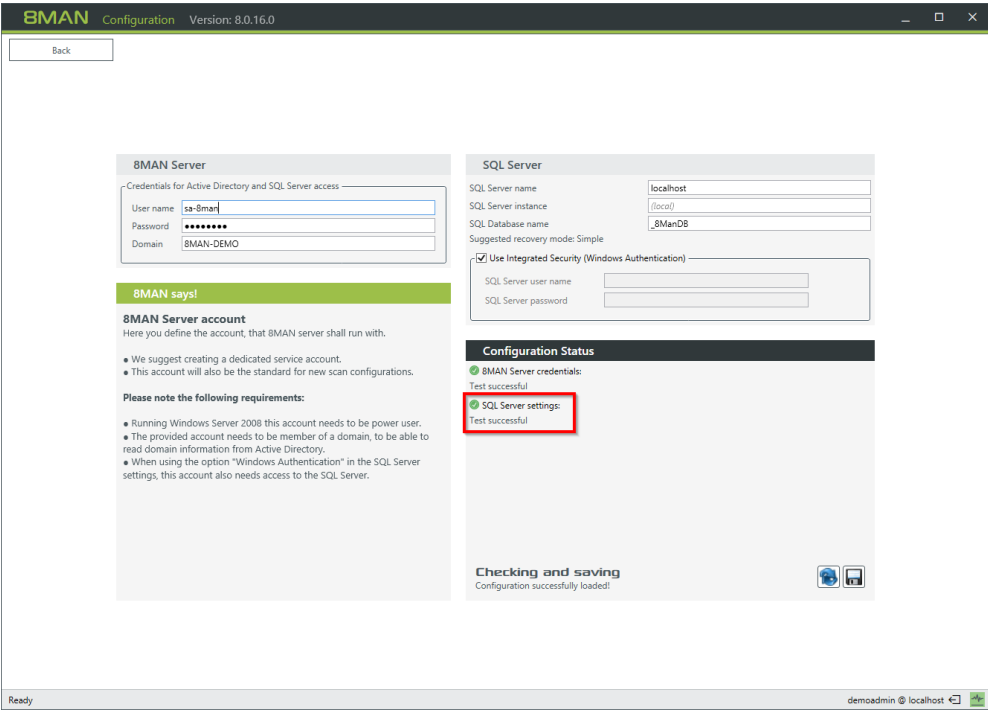 8MAN Configuration Version: 8.0.16.0
Back
8MAN Server
Credentials for Active Directory and SQL Server access
User name sa-8man
Password ●●●●●●●●
Domain 8MAN-DEMO
8MAN says!
8MAN Server account
Here you define the account, that 8MAN server shall run with.
● We suggest creating a dedicated service account.
● This account will also be the standard for new scan configurations.
Please note the following requirements:
● Running Windows Server 2008 this account needs to be power user.
● The provided account needs to be member of a domain, to be able to
read domain information from Active Directory.
● When using the option "Windows Authentication" in the SQL Server
settings, this account also needs access to the SQL Server.
SQL Server
SQL Server name localhost
SQL Server instance (local)
SQL Database name _8ManDB
Suggested recovery mode: Simple
Use Integrated Security (Windows Authentication)
SQL Server user name
SQL Server password
Configuration Status
8MAN Server credentials:
Test successful
SQL Server settings:
Test successful
Checking and saving
Configuration successfully loaded!
Ready
demoadmin @ localhost